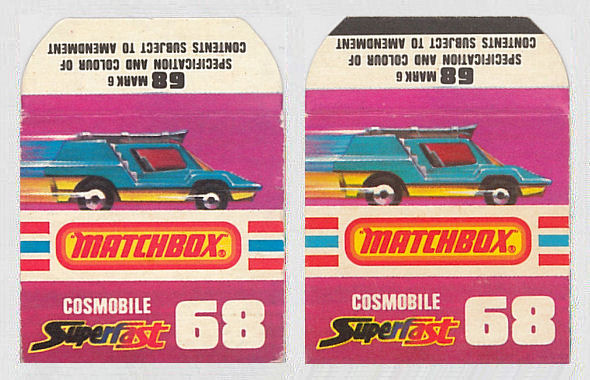 68 MARK 6
SPECIFICATION AND COLOUR OF
CONTENTS SUBJECT TO AMENDMENT
"MATCHBOX"®
COSMOBILE
Superfast 68
68 MARK 6
SPECIFICATION AND COLOUR OF
CONTENTS SUBJECT TO AMENDMENT
"MATCHBOX"®
COSMOBILE
Superfast 68